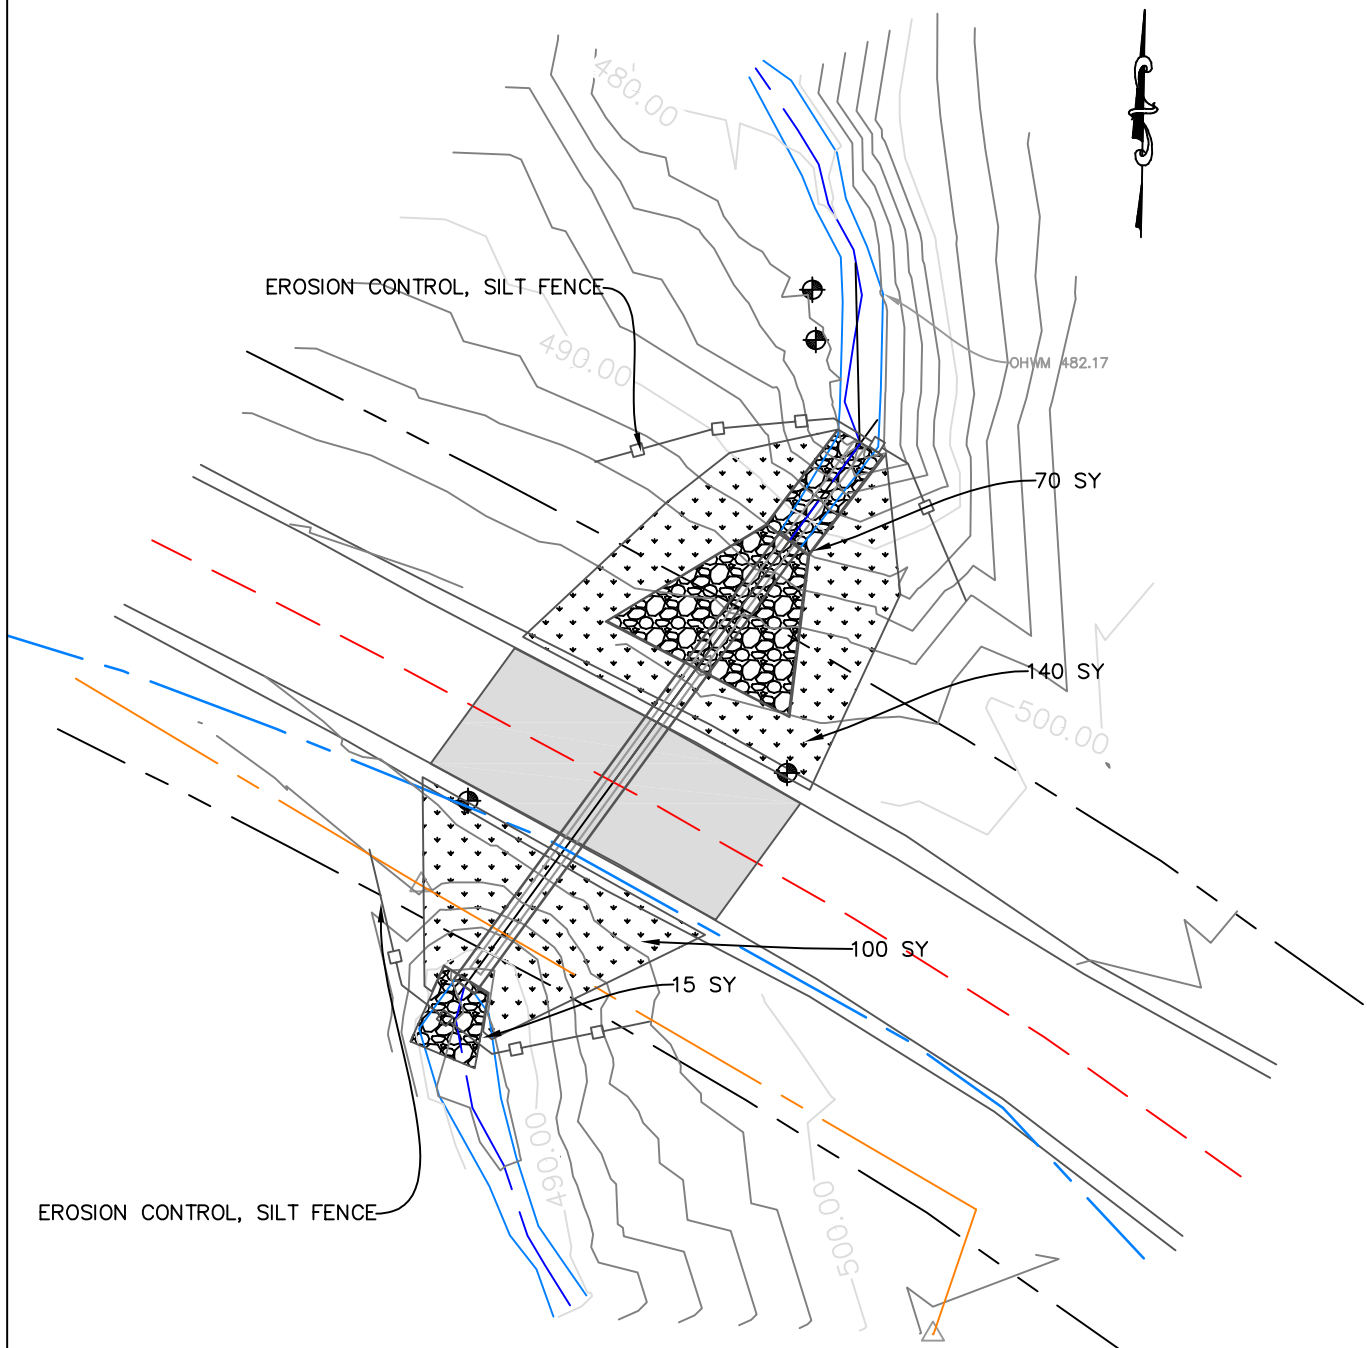 480.00
EROSION CONTROL, SILT FENCE
490.00
OHWM 482.17
70 SY
140 SY
500.00
100 SY
15 SY
490.00
500.00
EROSION CONTROL, SILT FENCE